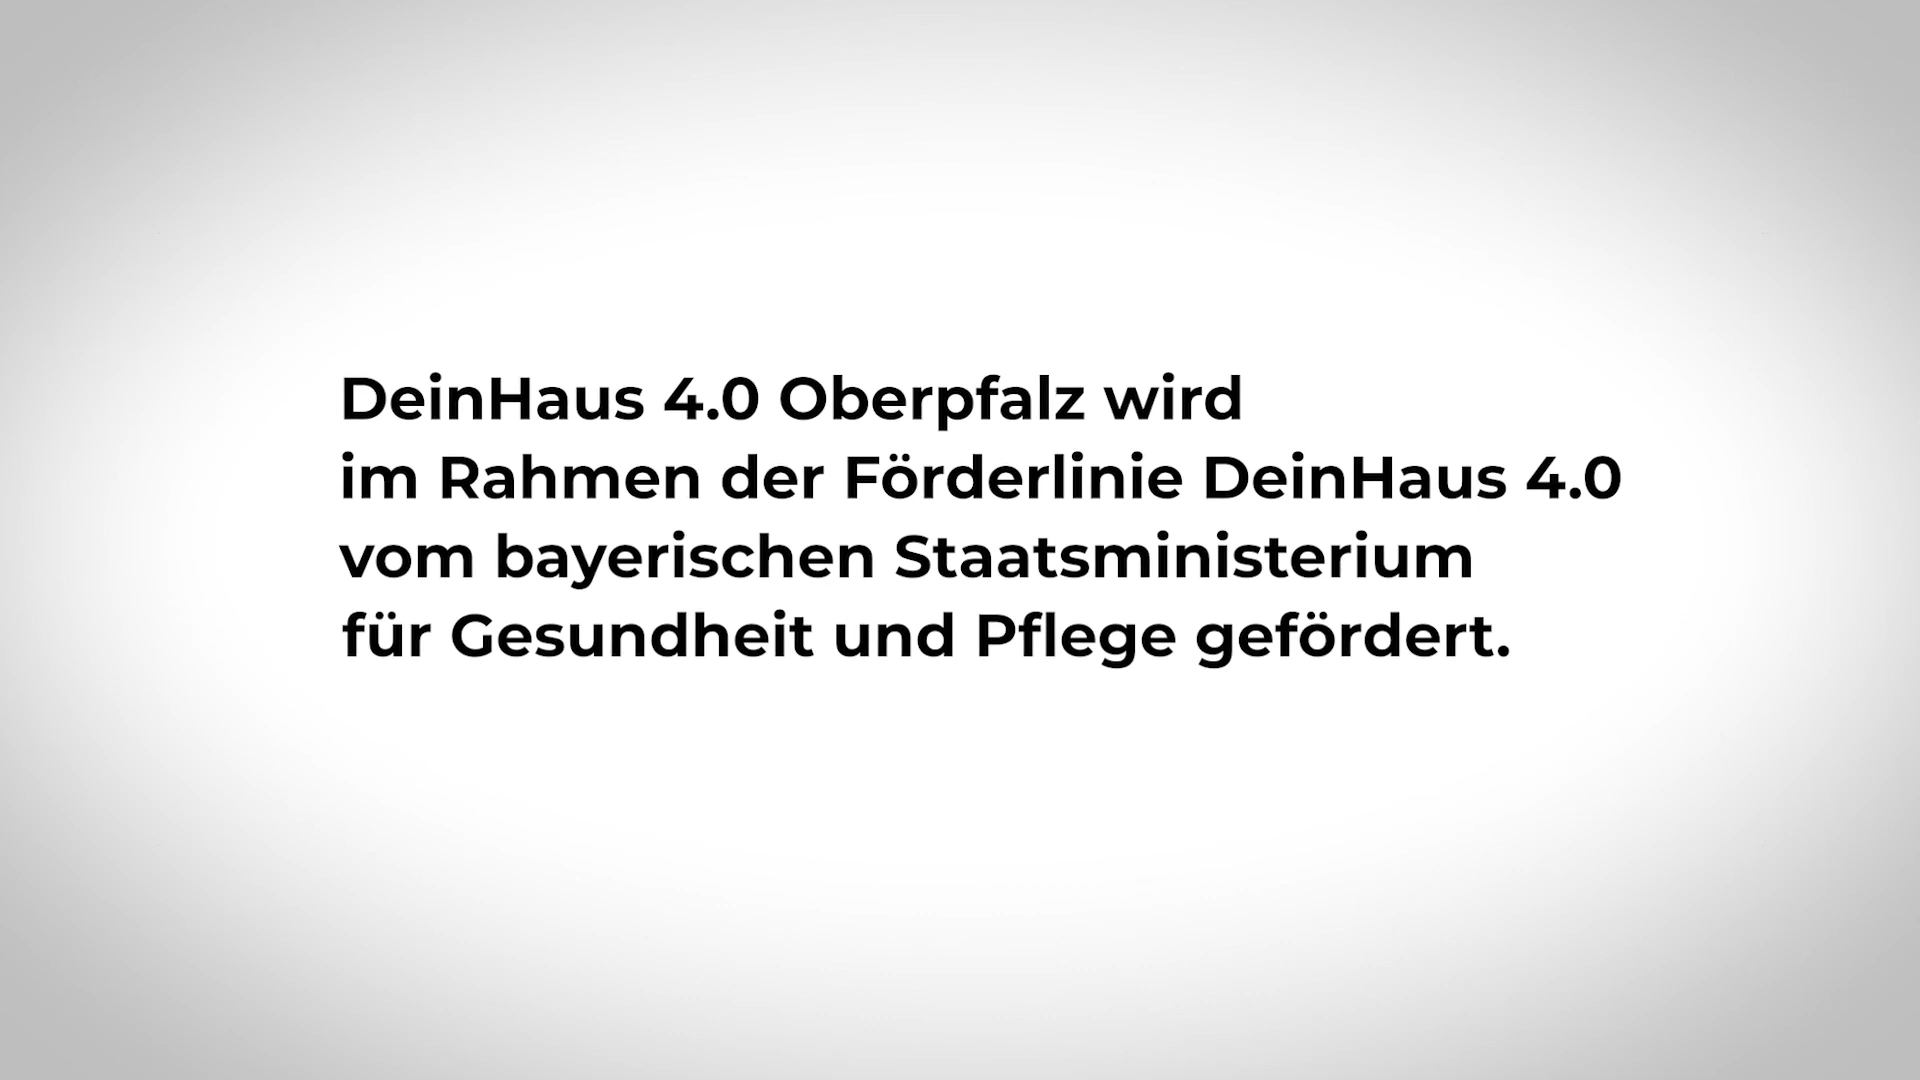 DeinHaus 4.0 Oberpfalz wird
im Rahmen der Förderlinie DeinHaus 4.0
vom bayerischen Staatsministerium
für Gesundheit und Pflege gefördert.